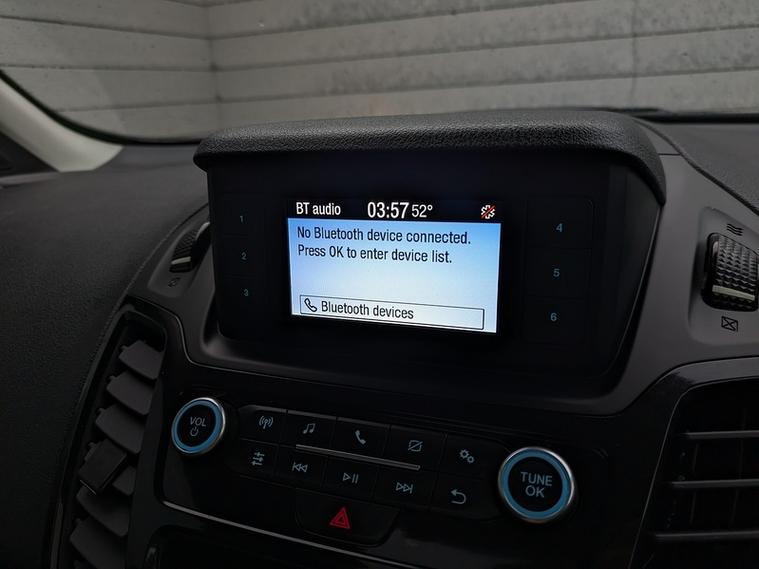 BT audio 03:57 52°
No Bluetooth device connected.
Press OK to enter device list.
Bluetooth devices
1
2
3
4
5
6
VOL
TUNE
OK